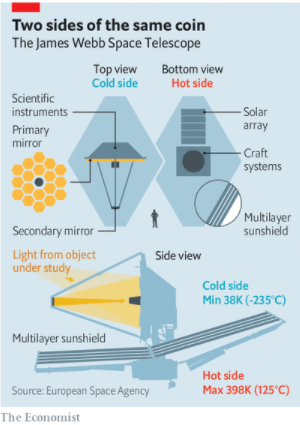 Two sides of the same coin
The James Webb Space Telescope
Top view
Cold side
Bottom view
Hot side
Scientific
instruments
Primary
mirror
Secondary mirror
Solar
array
Craft
systems
Multilayer
sunshield
Light from object
under study
Side view
Cold side
Min 38K (-235°C)
Multilayer sunshield
Hot side
Max 398K (125°C)
Source: European Space Agency
The Economist